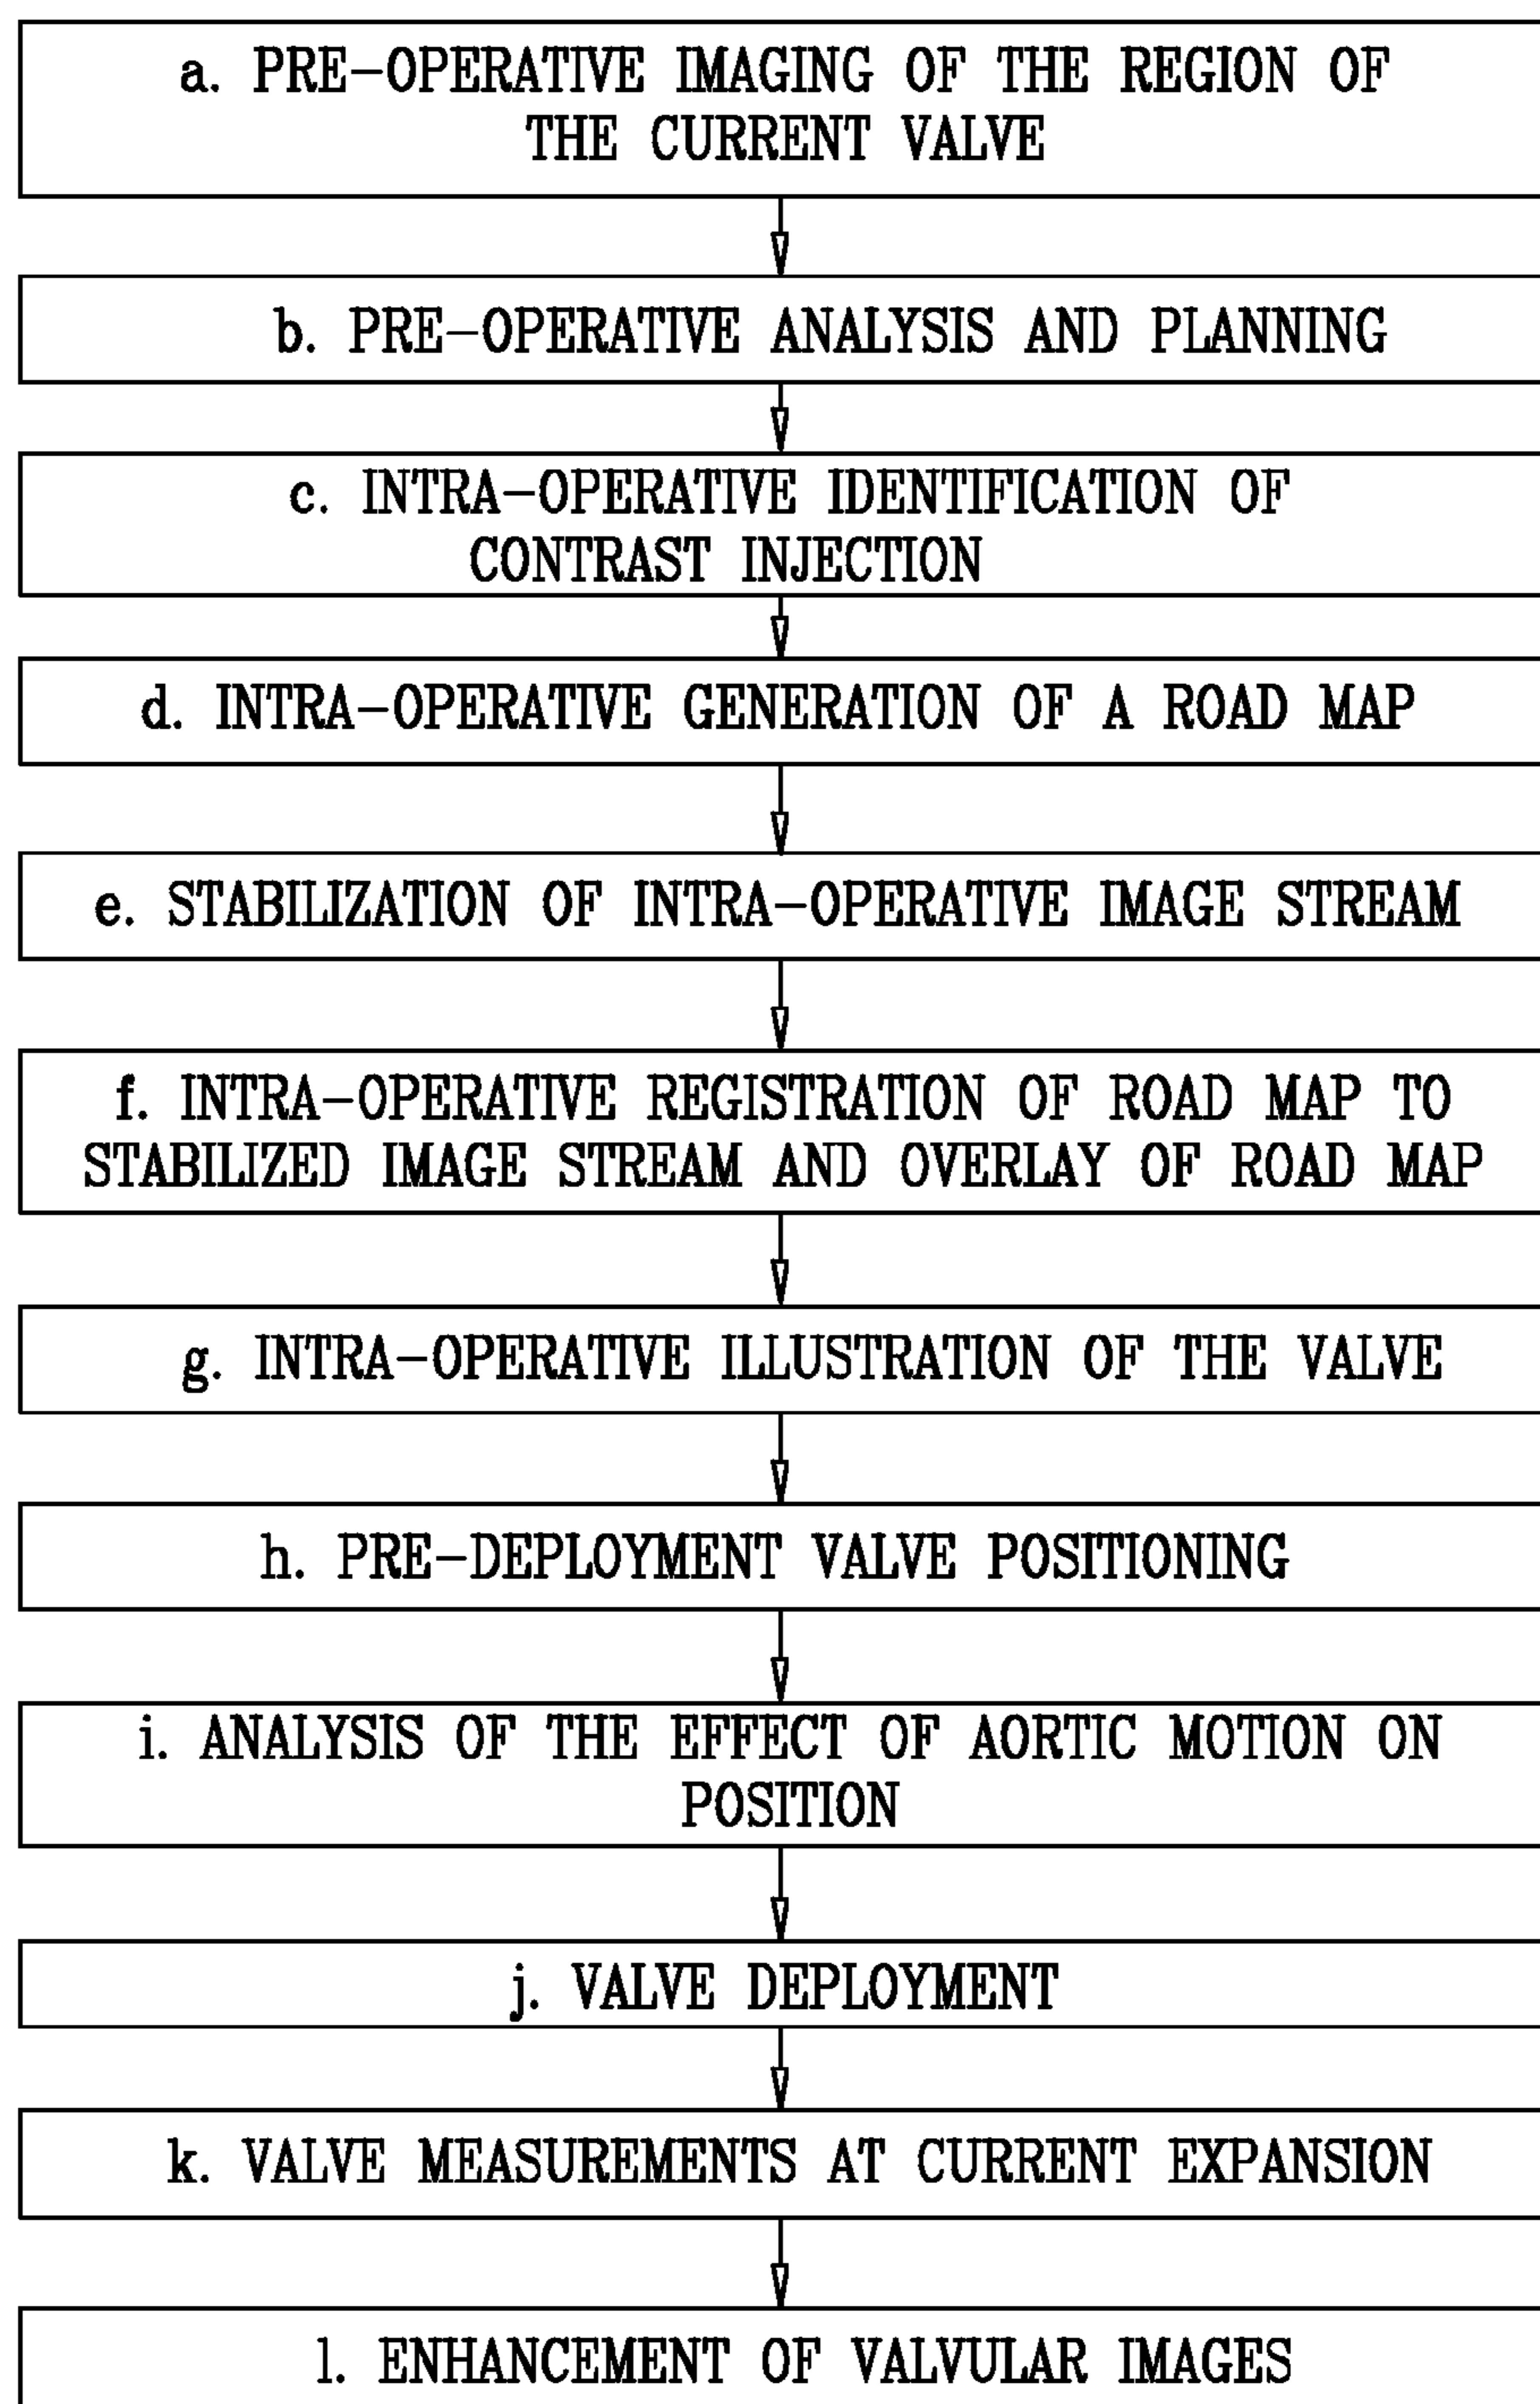 a. PRE-OPERATIVE IMAGING OF THE REGION OF
THE CURRENT VALVE
b. PRE-OPERATIVE ANALYSIS AND PLANNING
c. INTRA-OPERATIVE IDENTIFICATION OF
CONTRAST INJECTION
d. INTRA-OPERATIVE GENERATION OF A ROAD MAP
e. STABILIZATION OF INTRA-OPERATIVE IMAGE STREAM
f. INTRA-OPERATIVE REGISTRATION OF ROAD MAP TO
STABILIZED IMAGE STREAM AND OVERLAY OF ROAD MAP
g. INTRA-OPERATIVE ILLUSTRATION OF THE VALVE
h. PRE-DEPLOYMENT VALVE POSITIONING
i. ANALYSIS OF THE EFFECT OF AORTIC MOTION ON
POSITION
j. VALVE DEPLOYMENT
k. VALVE MEASUREMENTS AT CURRENT EXPANSION
l. ENHANCEMENT OF VALVULAR IMAGES